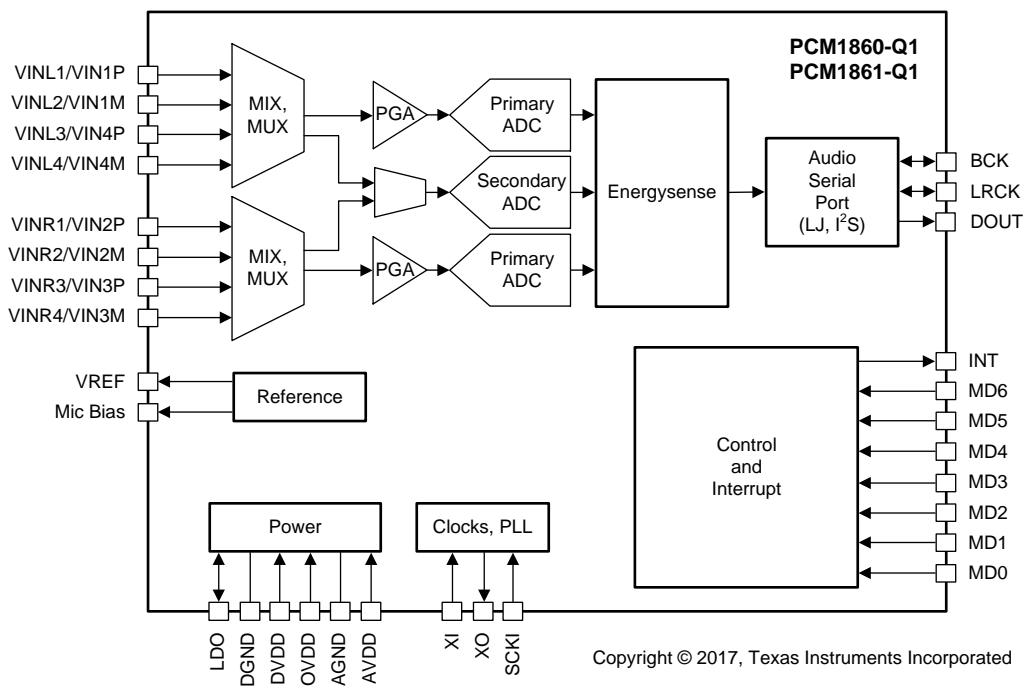 PCM1860-Q1
PCM1861-Q1
VINL1/VIN1P
VINL2/VIN1M
VINL3/VIN4P
VINL4/VIN4M
MIX,
MUX
PGA
Primary
ADC
Secondary
ADC
Energysense
Audio
Serial
Port
(LJ, I²S)
BCK
LRCK
DOUT
VINR1/VIN2P
VINR2/VIN2M
VINR3/VIN3P
VINR4/VIN3M
MIX,
MUX
PGA
Primary
ADC
VREF
Mic Bias
Reference
Control
and
Interrupt
INT
MD6
MD5
MD4
MD3
MD2
MD1
MD0
Power
Clocks, PLL
LDO
DGND
DVDD
OVDD
AGND
AVDD
XI
XO
SCKI
Copyright © 2017, Texas Instruments Incorporated